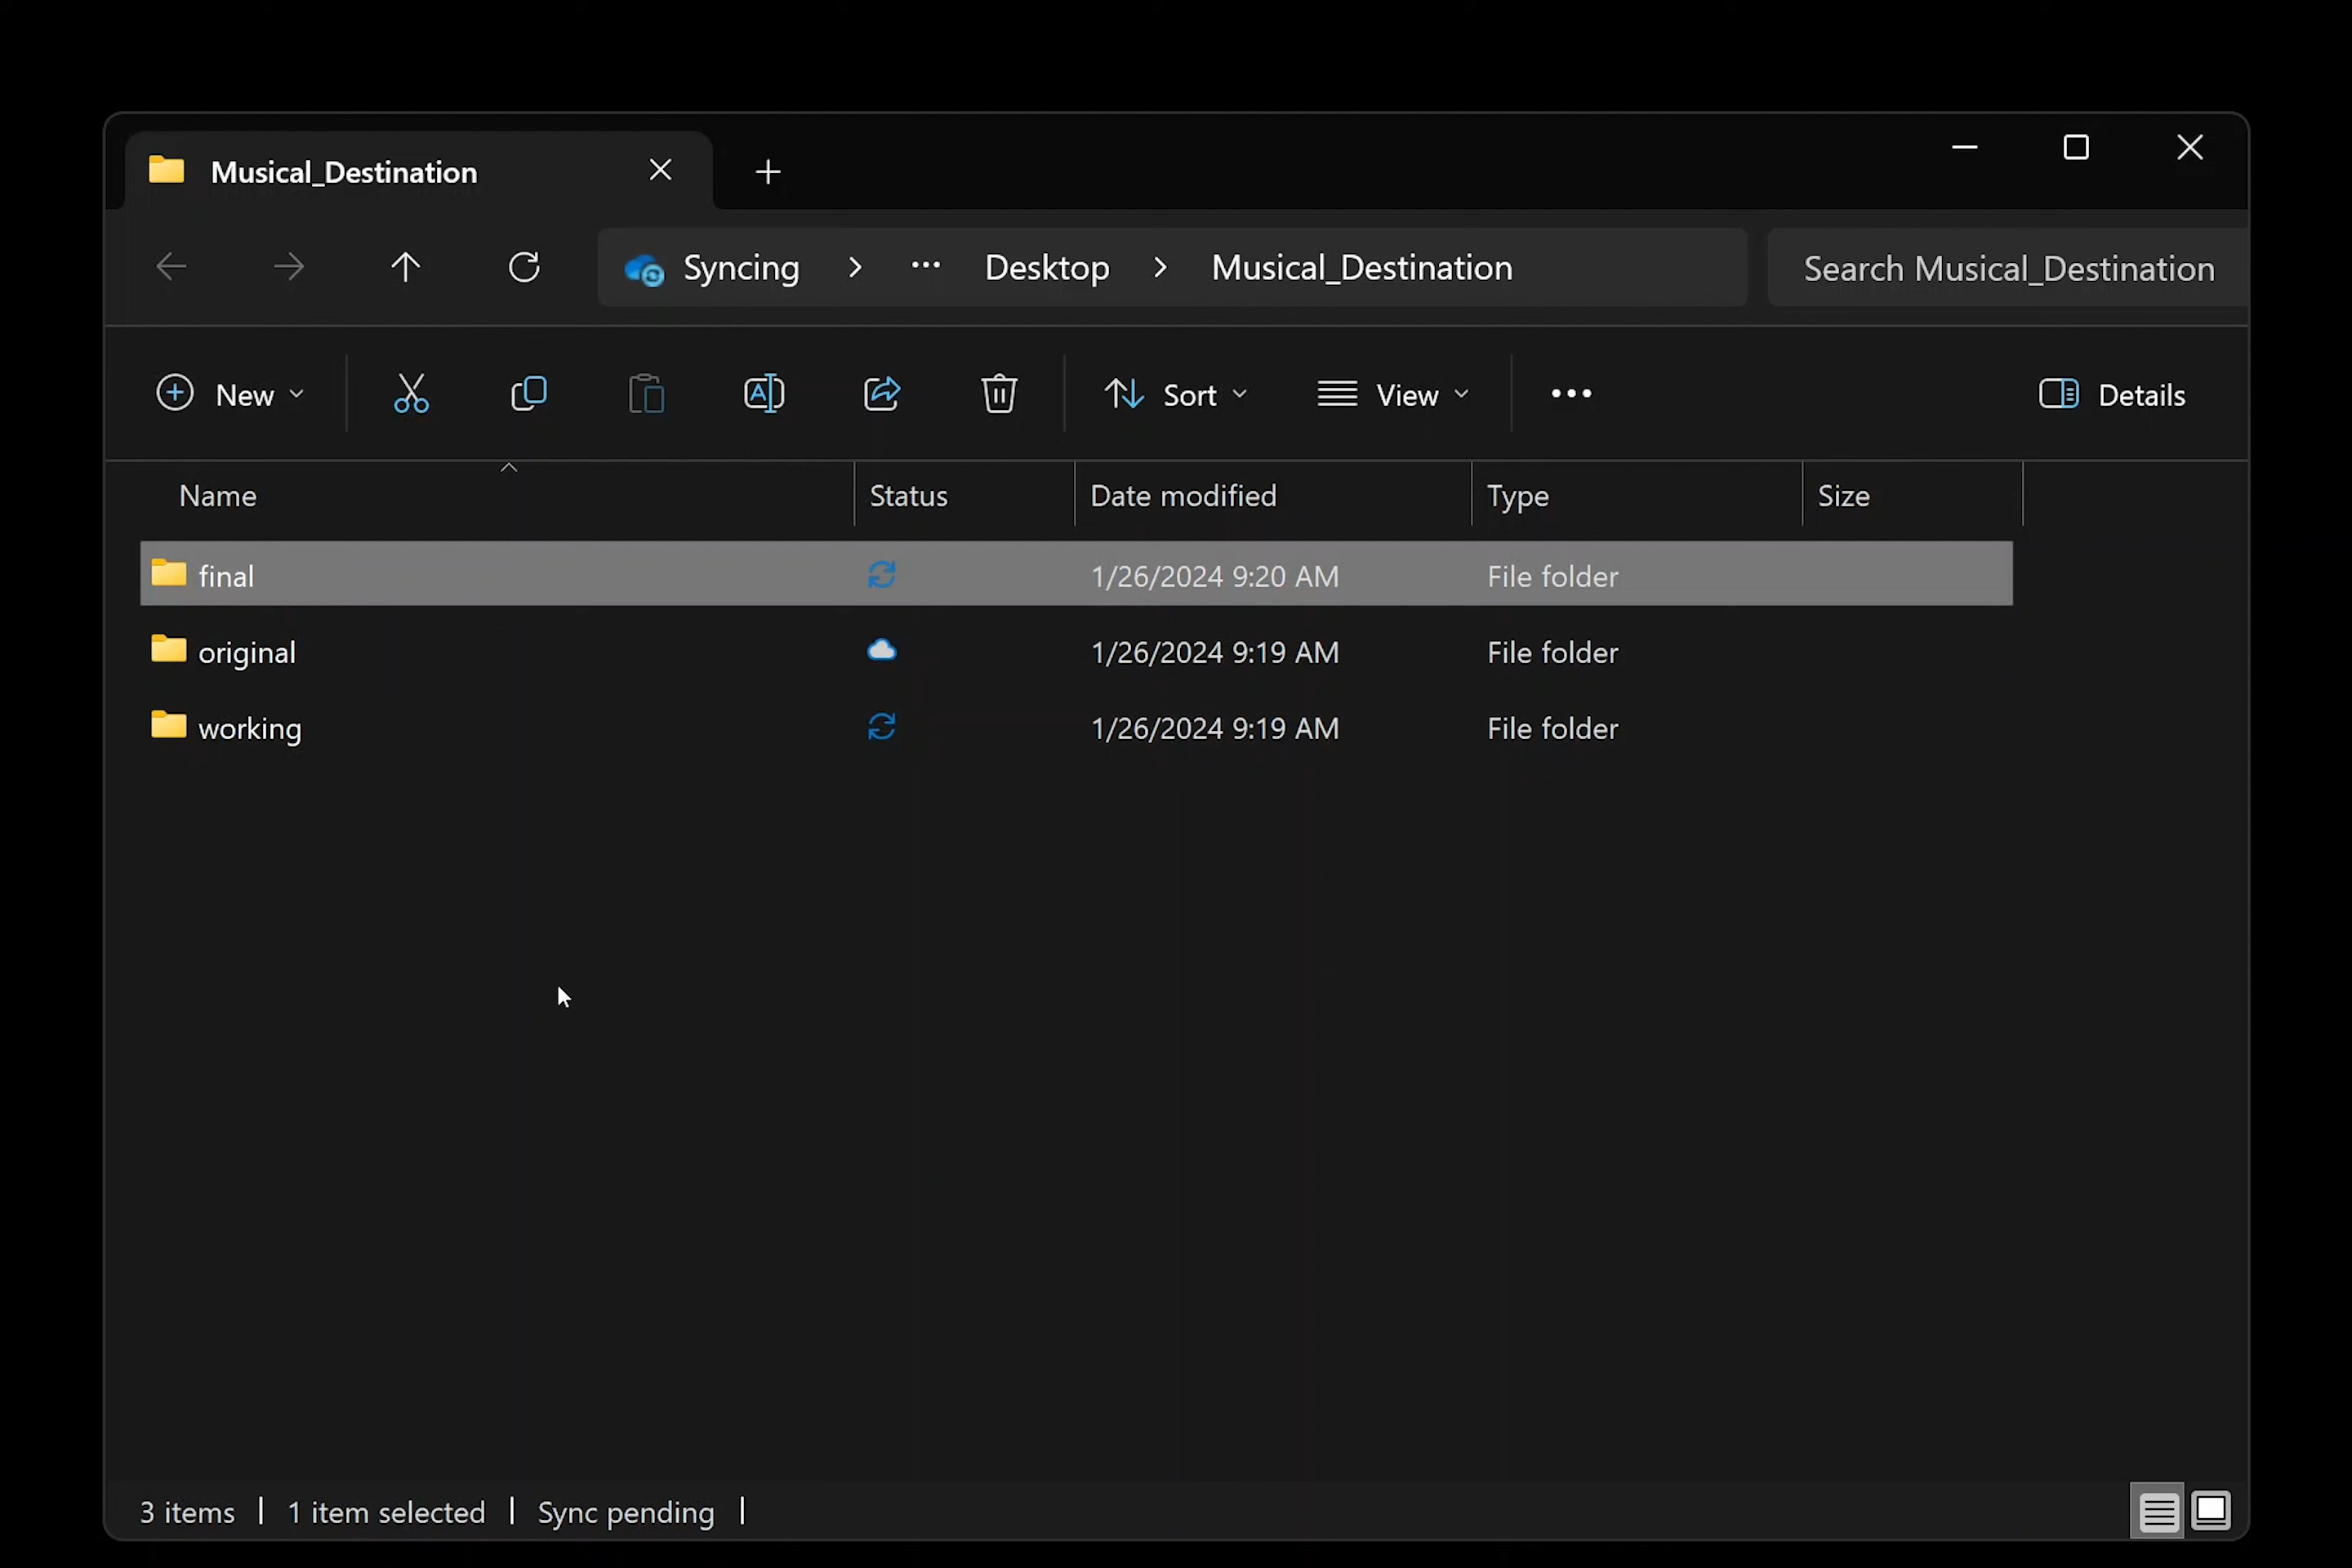 Musical_Destination
Syncing > ... Desktop > Musical_Destination
Search Musical_Destination
New
Sort
View
Details
Name Status Date modified Type Size
final 1/26/2024 9:20 AM File folder
original 1/26/2024 9:19 AM File folder
working 1/26/2024 9:19 AM File folder
3 items | 1 item selected | Sync pending |